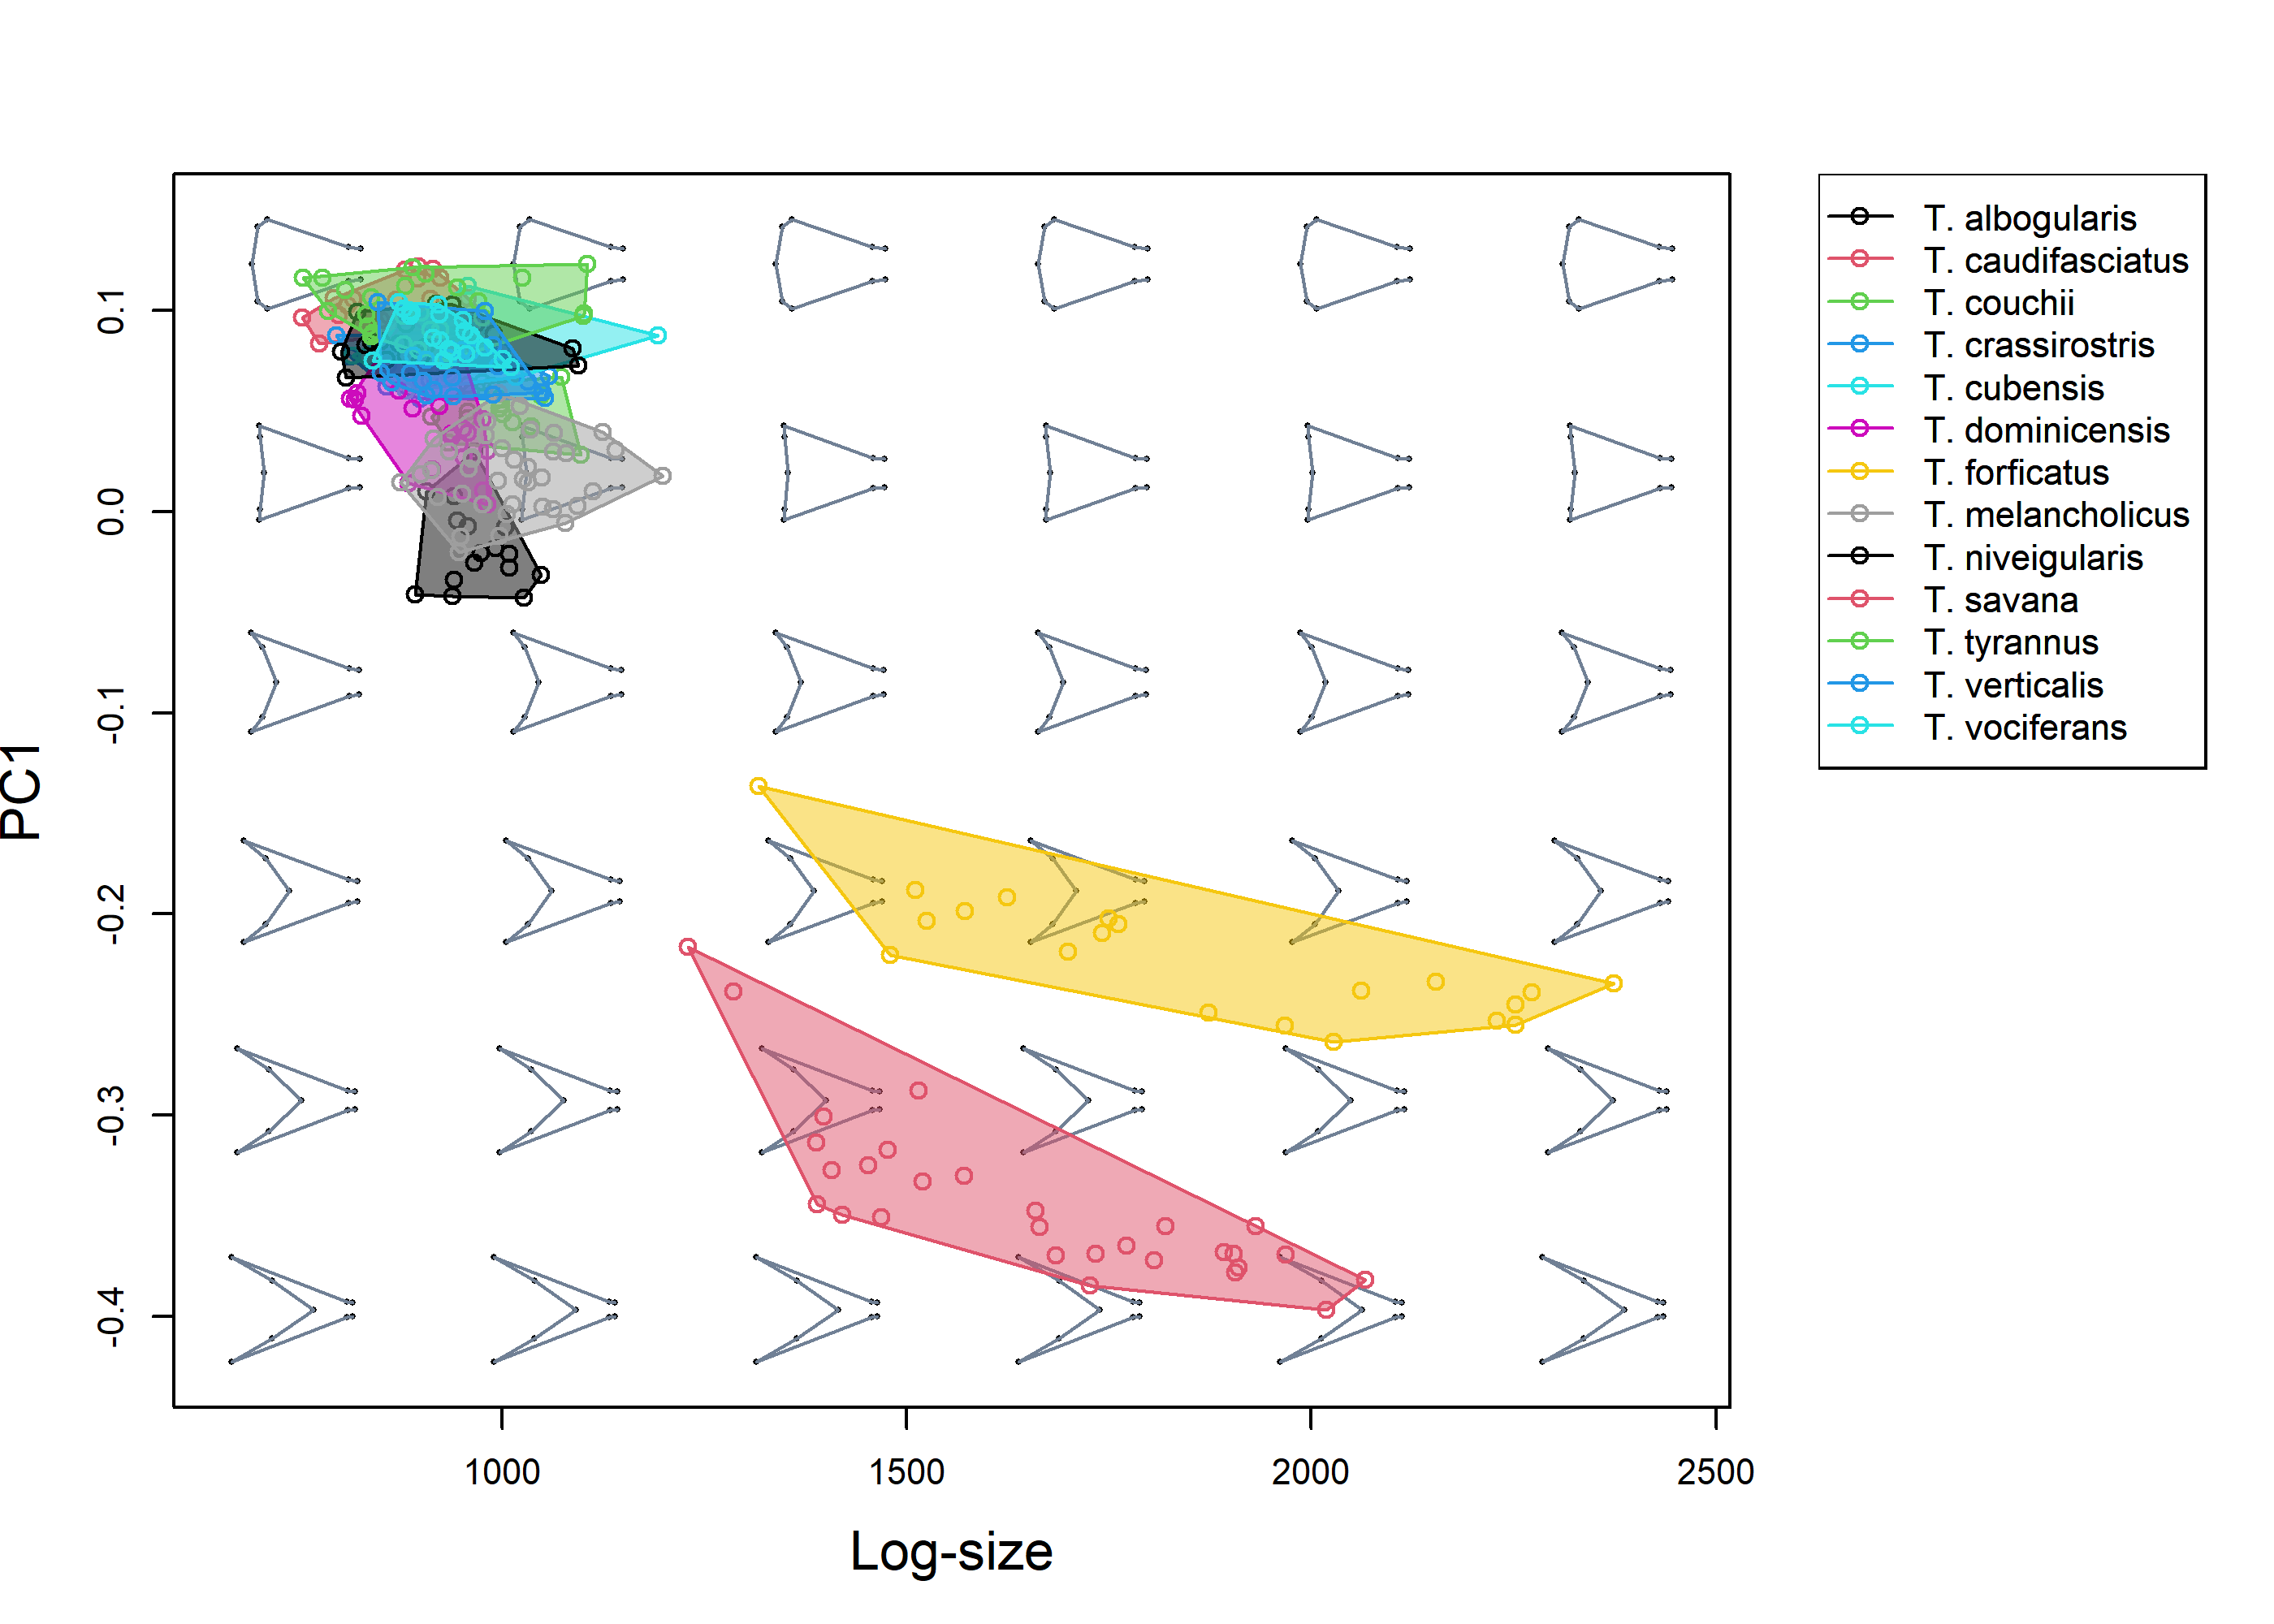 PC1
0.1
0.0
-0.1
-0.2
-0.3
-0.4
1000
1500
2000
2500
Log-size
T. albogularis
T. caudifasciatus
T. couchii
T. crassirostris
T. cubensis
T. dominicensis
T. forficatus
T. melancholicus
T. niveigularis
T. savana
T. tyrannus
T. verticalis
T. vociferans